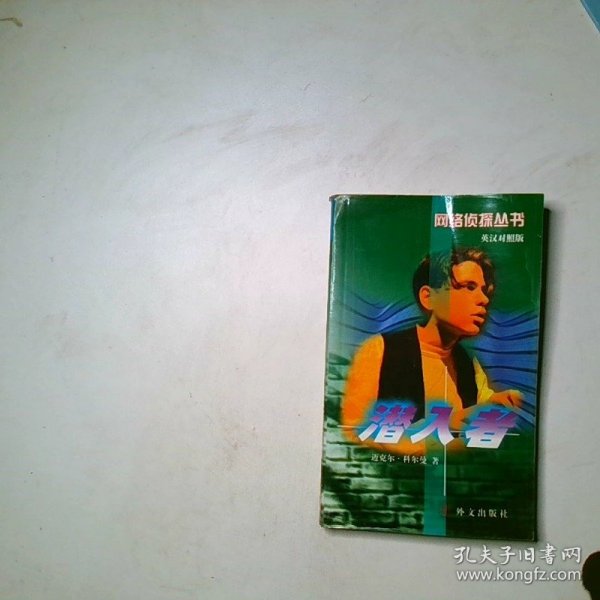 网络侦探丛书
英汉对照版
潜入者
迈克尔·科尔曼 著
外文出版社
孔夫子旧书网
www.kongfz.com